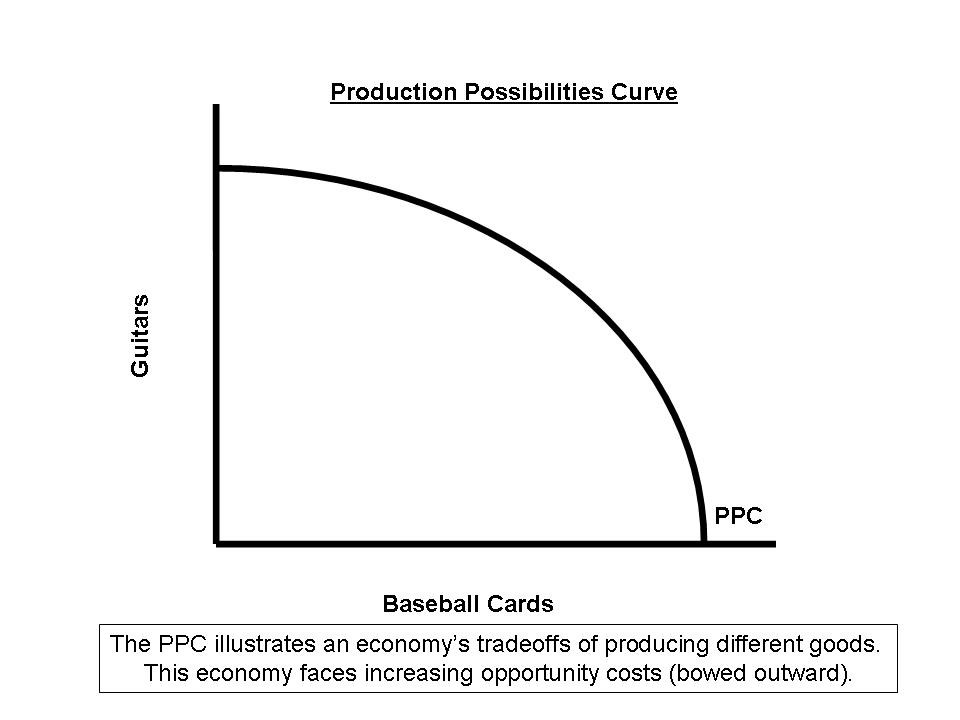 Production Possibilities Curve
Guitars
PPC
Baseball Cards
The PPC illustrates an economy’s tradeoffs of producing different goods.
This economy faces increasing opportunity costs (bowed outward).